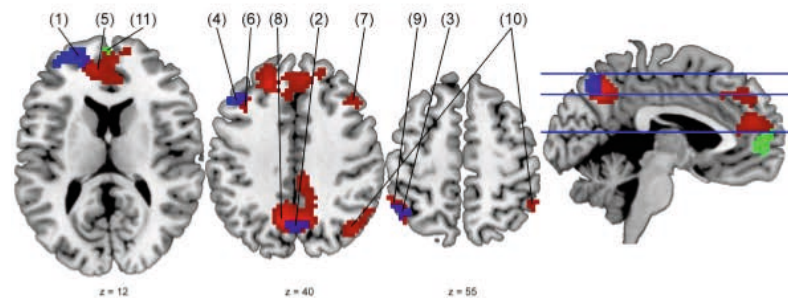 (1) (5) (11) (4) (6) (8) (2) (7) (9) (3) (10)
z = 12 z = 40 z = 55